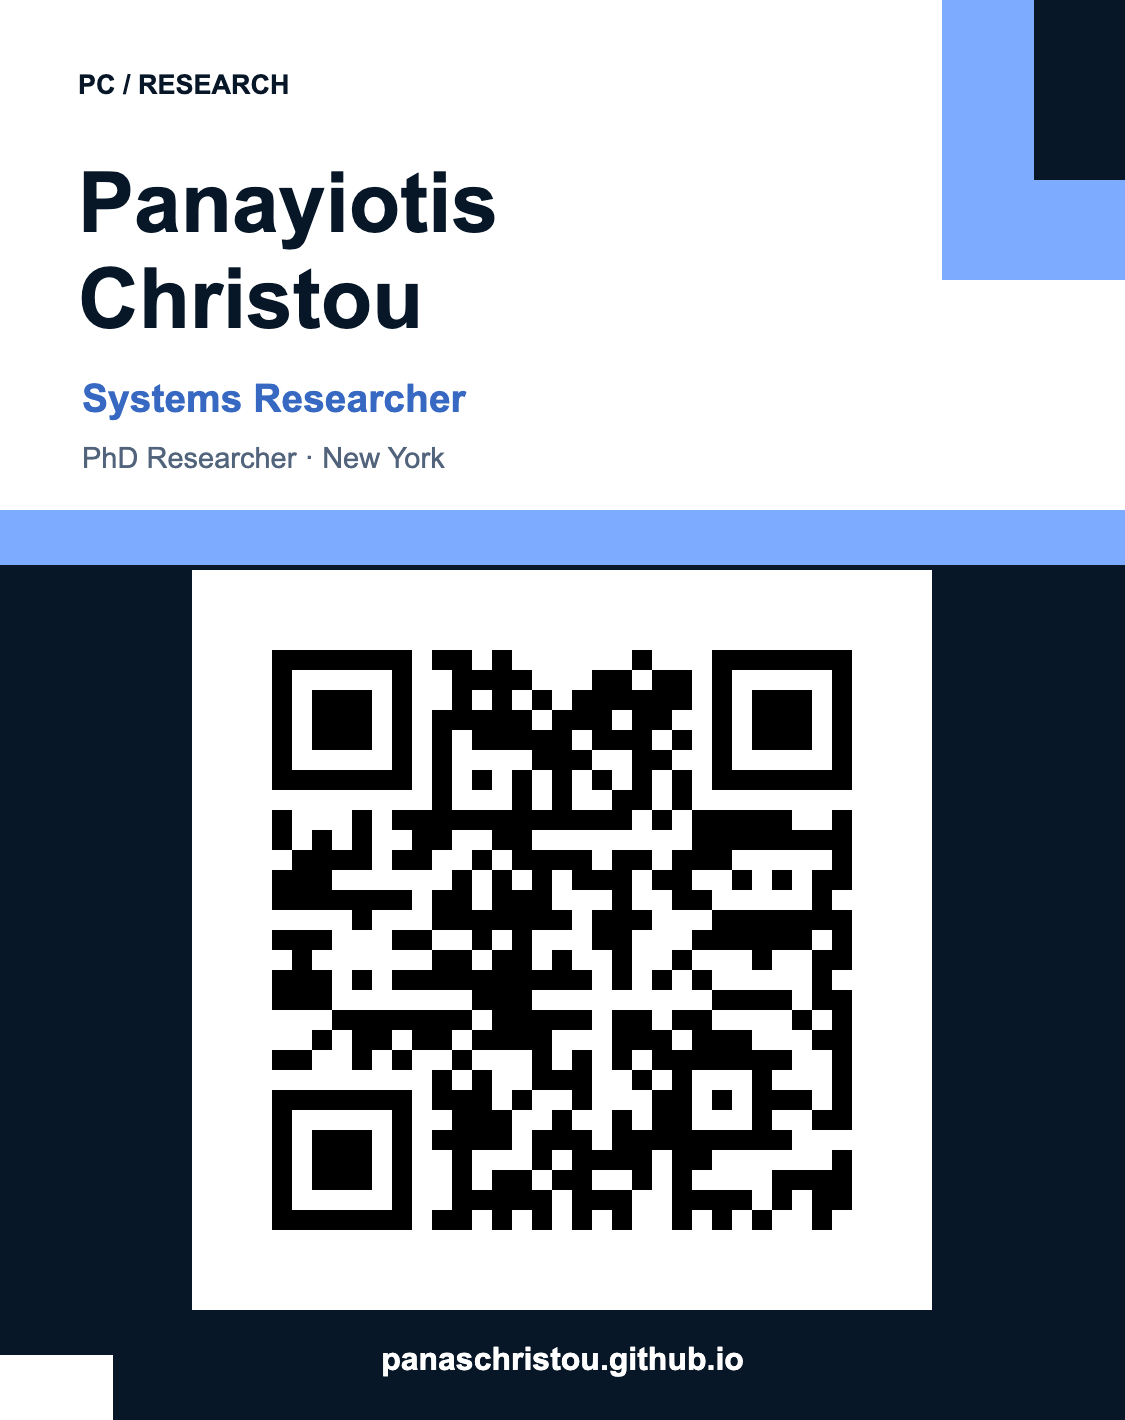 PC / RESEARCH
Panayiotis
Christou
Systems Researcher
PhD Researcher · New York
panaschristou.github.io